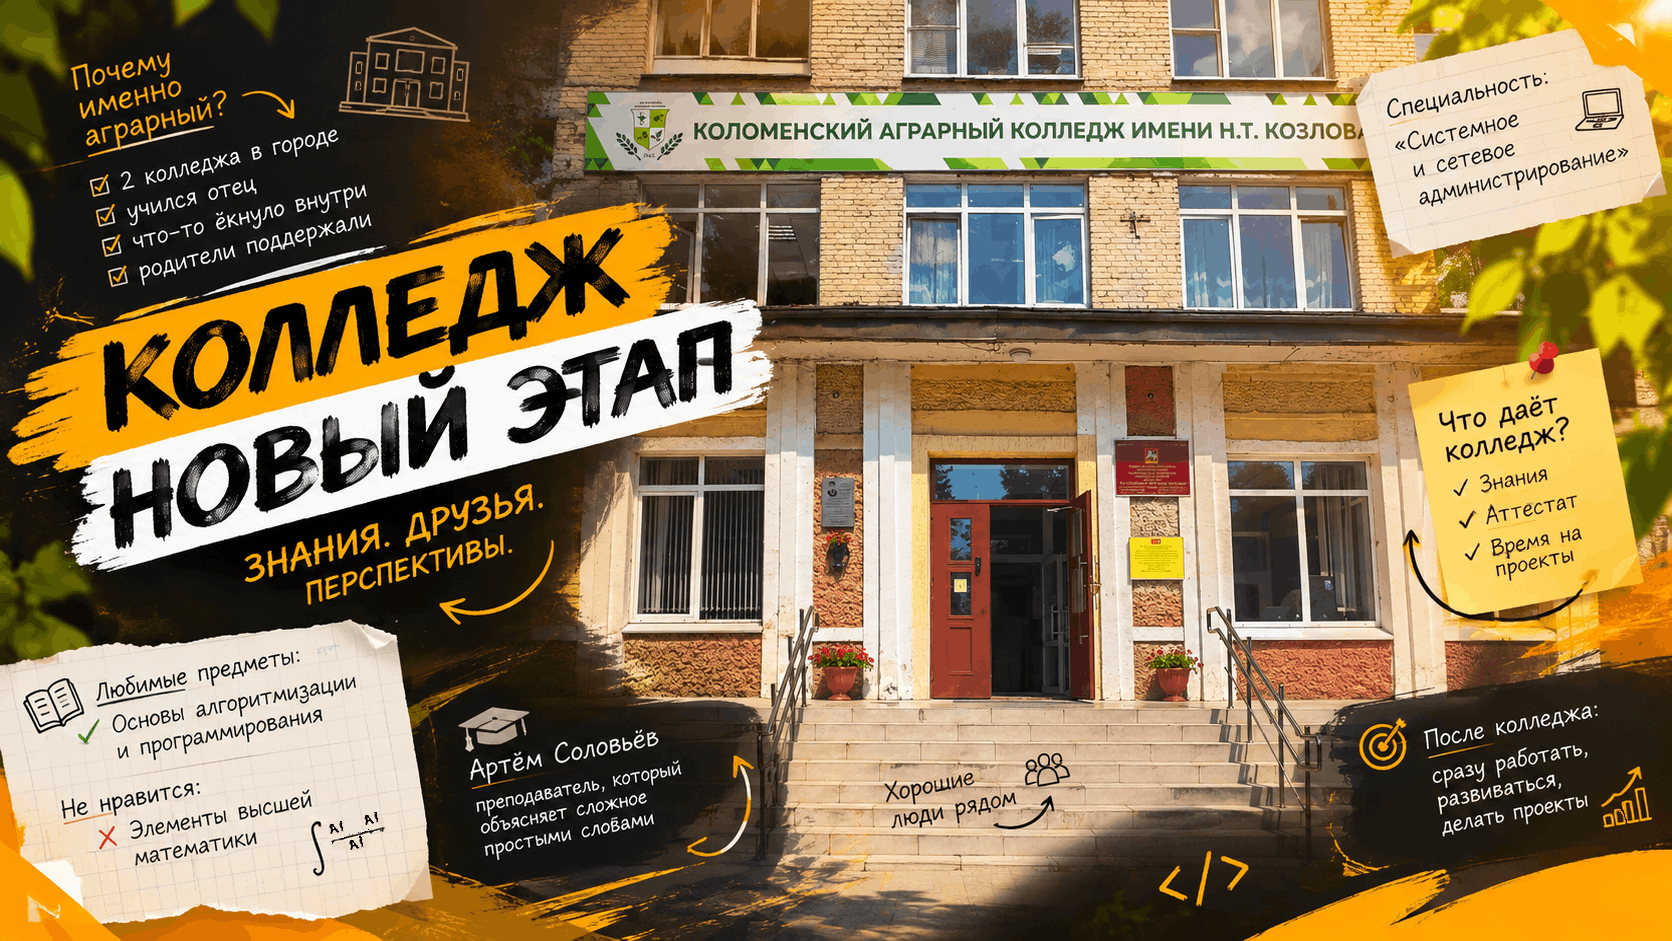 Почему
именно
аграрный?
2 колледжа в городе
учился отец
что-то ёкнуло внутри
родители поддержали
КОЛЛЕДЖ
НОВЫЙ ЭТАП
ЗНАНИЯ. ДРУЗЬЯ.
ПЕРСПЕКТИВЫ.
КОЛОМЕНСКИЙ АГРАРНЫЙ КОЛЛЕДЖ ИМЕНИ Н.Т. КОЗЛОВА
Специальность:
«Системное
и сетевое
администрирование»
Что даёт
колледж?
Знания
Аттестат
Время на
проекты
Любимые предметы:
Основы алгоритмизации
и программирования
Не нравится:
Элементы высшей
математики
Артём Соловьёв
преподаватель, который
объясняет сложное
простыми словами
Хорошие
люди рядом
</>
После колледжа:
сразу работать,
развиваться,
делать проекты